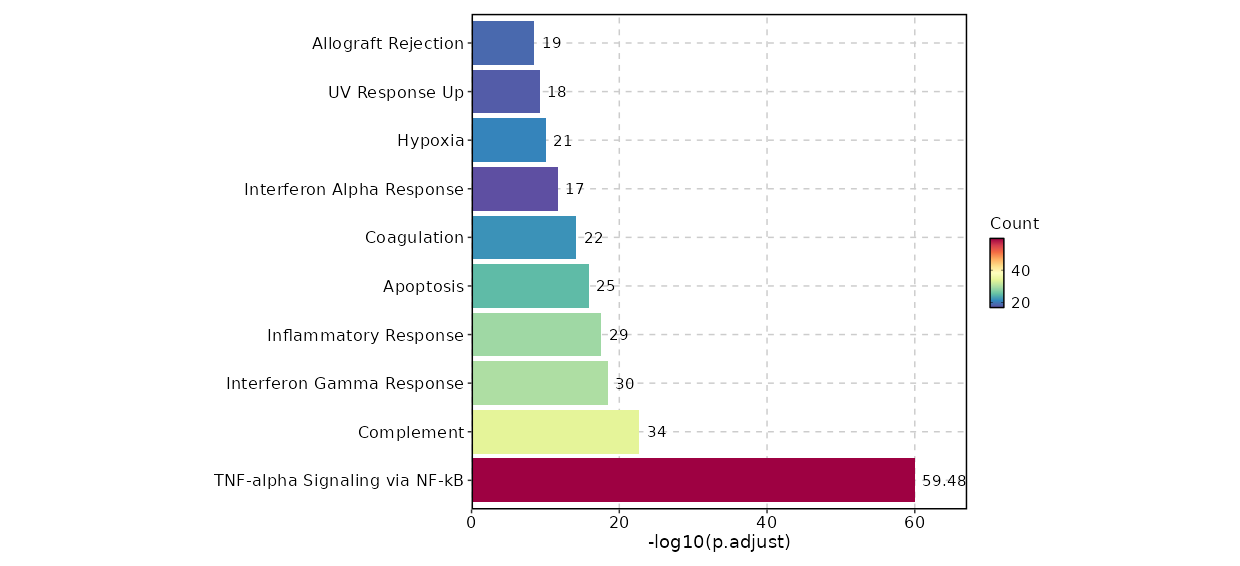 Allograft Rejection 19
UV Response Up 18
Hypoxia 21
Interferon Alpha Response 17
Coagulation 22
Apoptosis 25
Inflammatory Response 29
Interferon Gamma Response 30
Complement 34
TNF-alpha Signaling via NF-kB 59.48
0 20 40 60
-log10(p.adjust)
Count
40
20